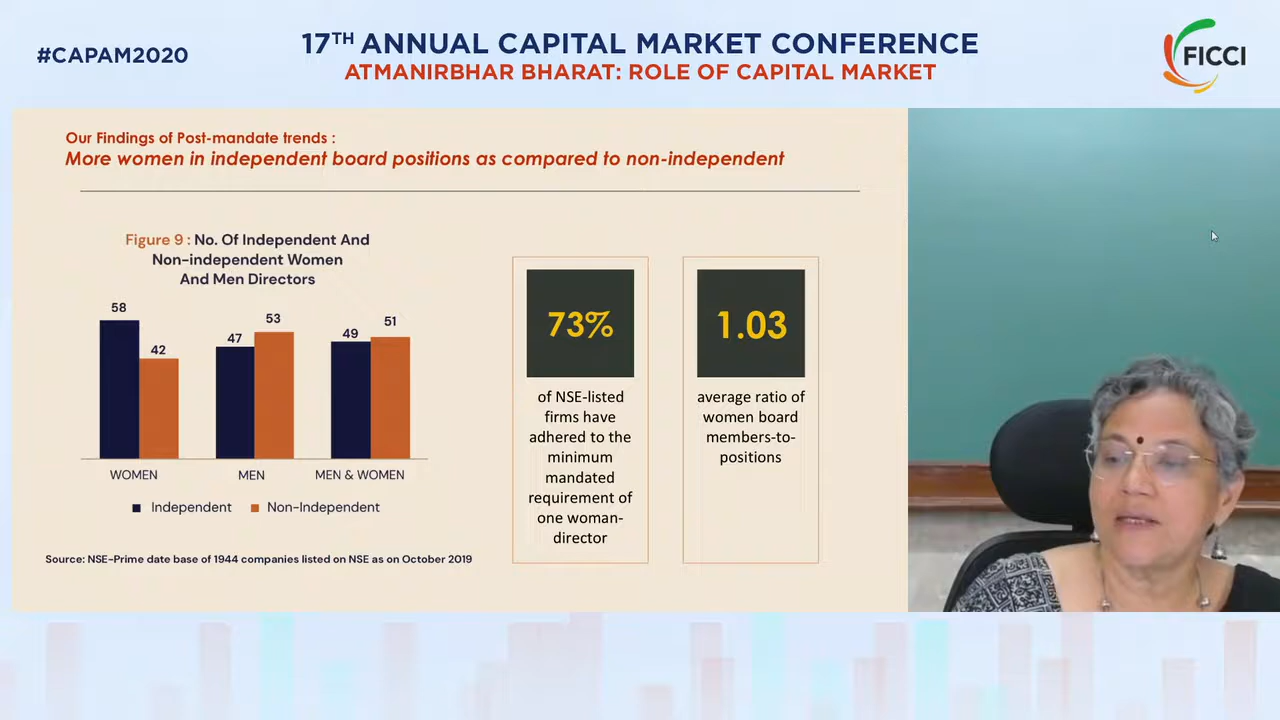 #CAPAM2020
17TH ANNUAL CAPITAL MARKET CONFERENCE
ATMANIRBHAR BHARAT: ROLE OF CAPITAL MARKET
FICCI
Our Findings of Post-mandate trends :
More women in independent board positions as compared to non-independent
Figure 9 : No. Of Independent And
Non-independent Women
And Men Directors
58
42
47
53
49
51
WOMEN
MEN
MEN & WOMEN
Independent
Non-Independent
Source: NSE-Prime date base of 1944 companies listed on NSE as on October 2019
73%
of NSE-listed
firms have
adhered to the
minimum
mandated
requirement of
one woman-
director
1.03
average ratio of
women board
members-to-
positions